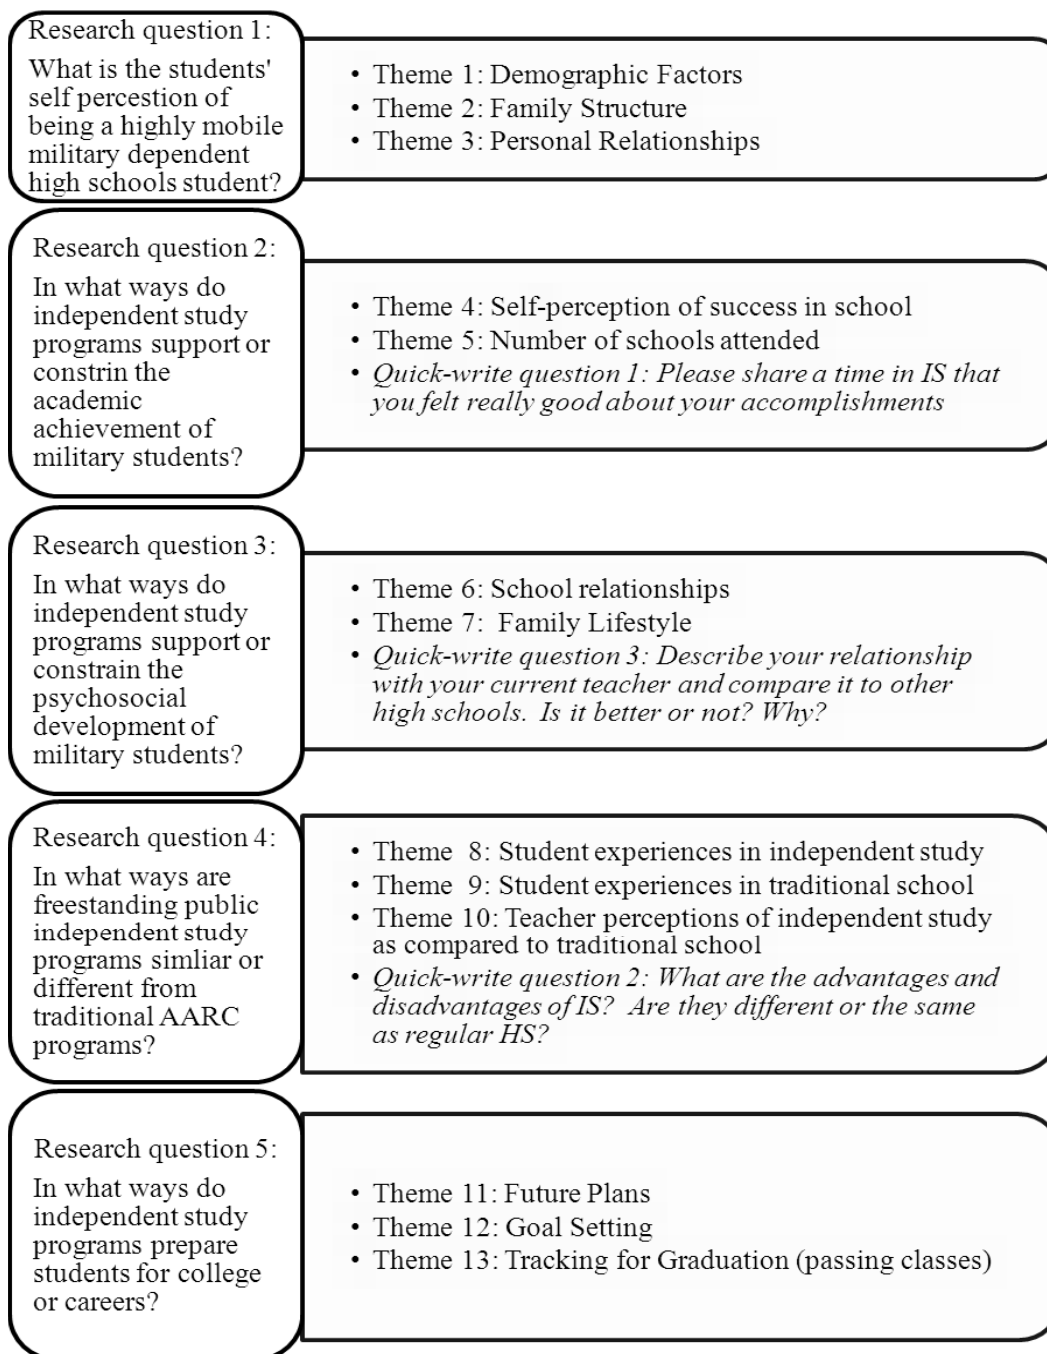 Research question 1:
What is the students'
self percestion of
being a highly mobile
military dependent
high schools student?
• Theme 1: Demographic Factors
• Theme 2: Family Structure
• Theme 3: Personal Relationships
Research question 2:
In what ways do
independent study
programs support or
constrin the
academic
achievement of
military students?
• Theme 4: Self-perception of success in school
• Theme 5: Number of schools attended
• Quick-write question 1: Please share a time in IS that
you felt really good about your accomplishments
Research question 3:
In what ways do
independent study
programs support or
constrain the
psychosocial
development of
military students?
• Theme 6: School relationships
• Theme 7: Family Lifestyle
• Quick-write question 3: Describe your relationship
with your current teacher and compare it to other
high schools. Is it better or not? Why?
Research question 4:
In what ways are
freestanding public
independent study
programs simliar or
different from
traditional AARC
programs?
• Theme 8: Student experiences in independent study
• Theme 9: Student experiences in traditional school
• Theme 10: Teacher perceptions of independent study
as compared to traditional school
• Quick-write question 2: What are the advantages and
disadvantages of IS? Are they different or the same
as regular HS?
Research question 5:
In what ways do
independent study
programs prepare
students for college
or careers?
• Theme 11: Future Plans
• Theme 12: Goal Setting
• Theme 13: Tracking for Graduation (passing classes)